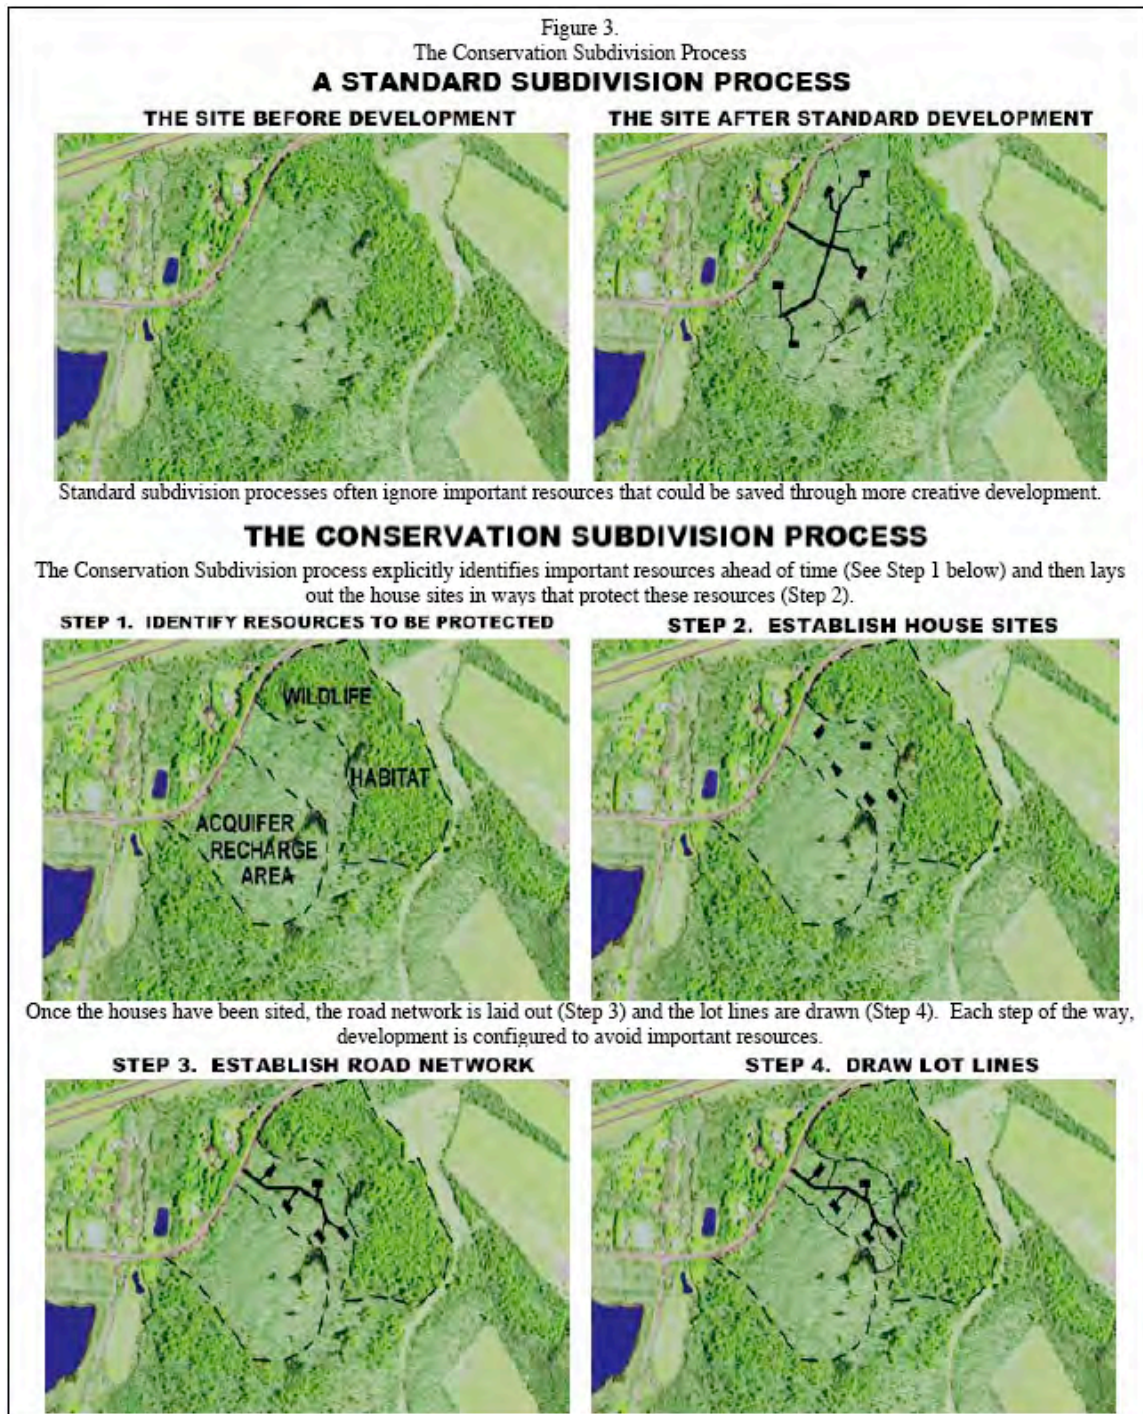 Figure 3.
The Conservation Subdivision Process
A STANDARD SUBDIVISION PROCESS
THE SITE BEFORE DEVELOPMENT
THE SITE AFTER STANDARD DEVELOPMENT
Standard subdivision processes often ignore important resources that could be saved through more creative development.
THE CONSERVATION SUBDIVISION PROCESS
The Conservation Subdivision process explicitly identifies important resources ahead of time (See Step 1 below) and then lays
out the house sites in ways that protect these resources (Step 2).
STEP 1. IDENTIFY RESOURCES TO BE PROTECTED
STEP 2. ESTABLISH HOUSE SITES
WILDLIFE
HABITAT
ACQUIFER
RECHARGE
AREA
Once the houses have been sited, the road network is laid out (Step 3) and the lot lines are drawn (Step 4). Each step of the way,
development is configured to avoid important resources.
STEP 3. ESTABLISH ROAD NETWORK
STEP 4. DRAW LOT LINES